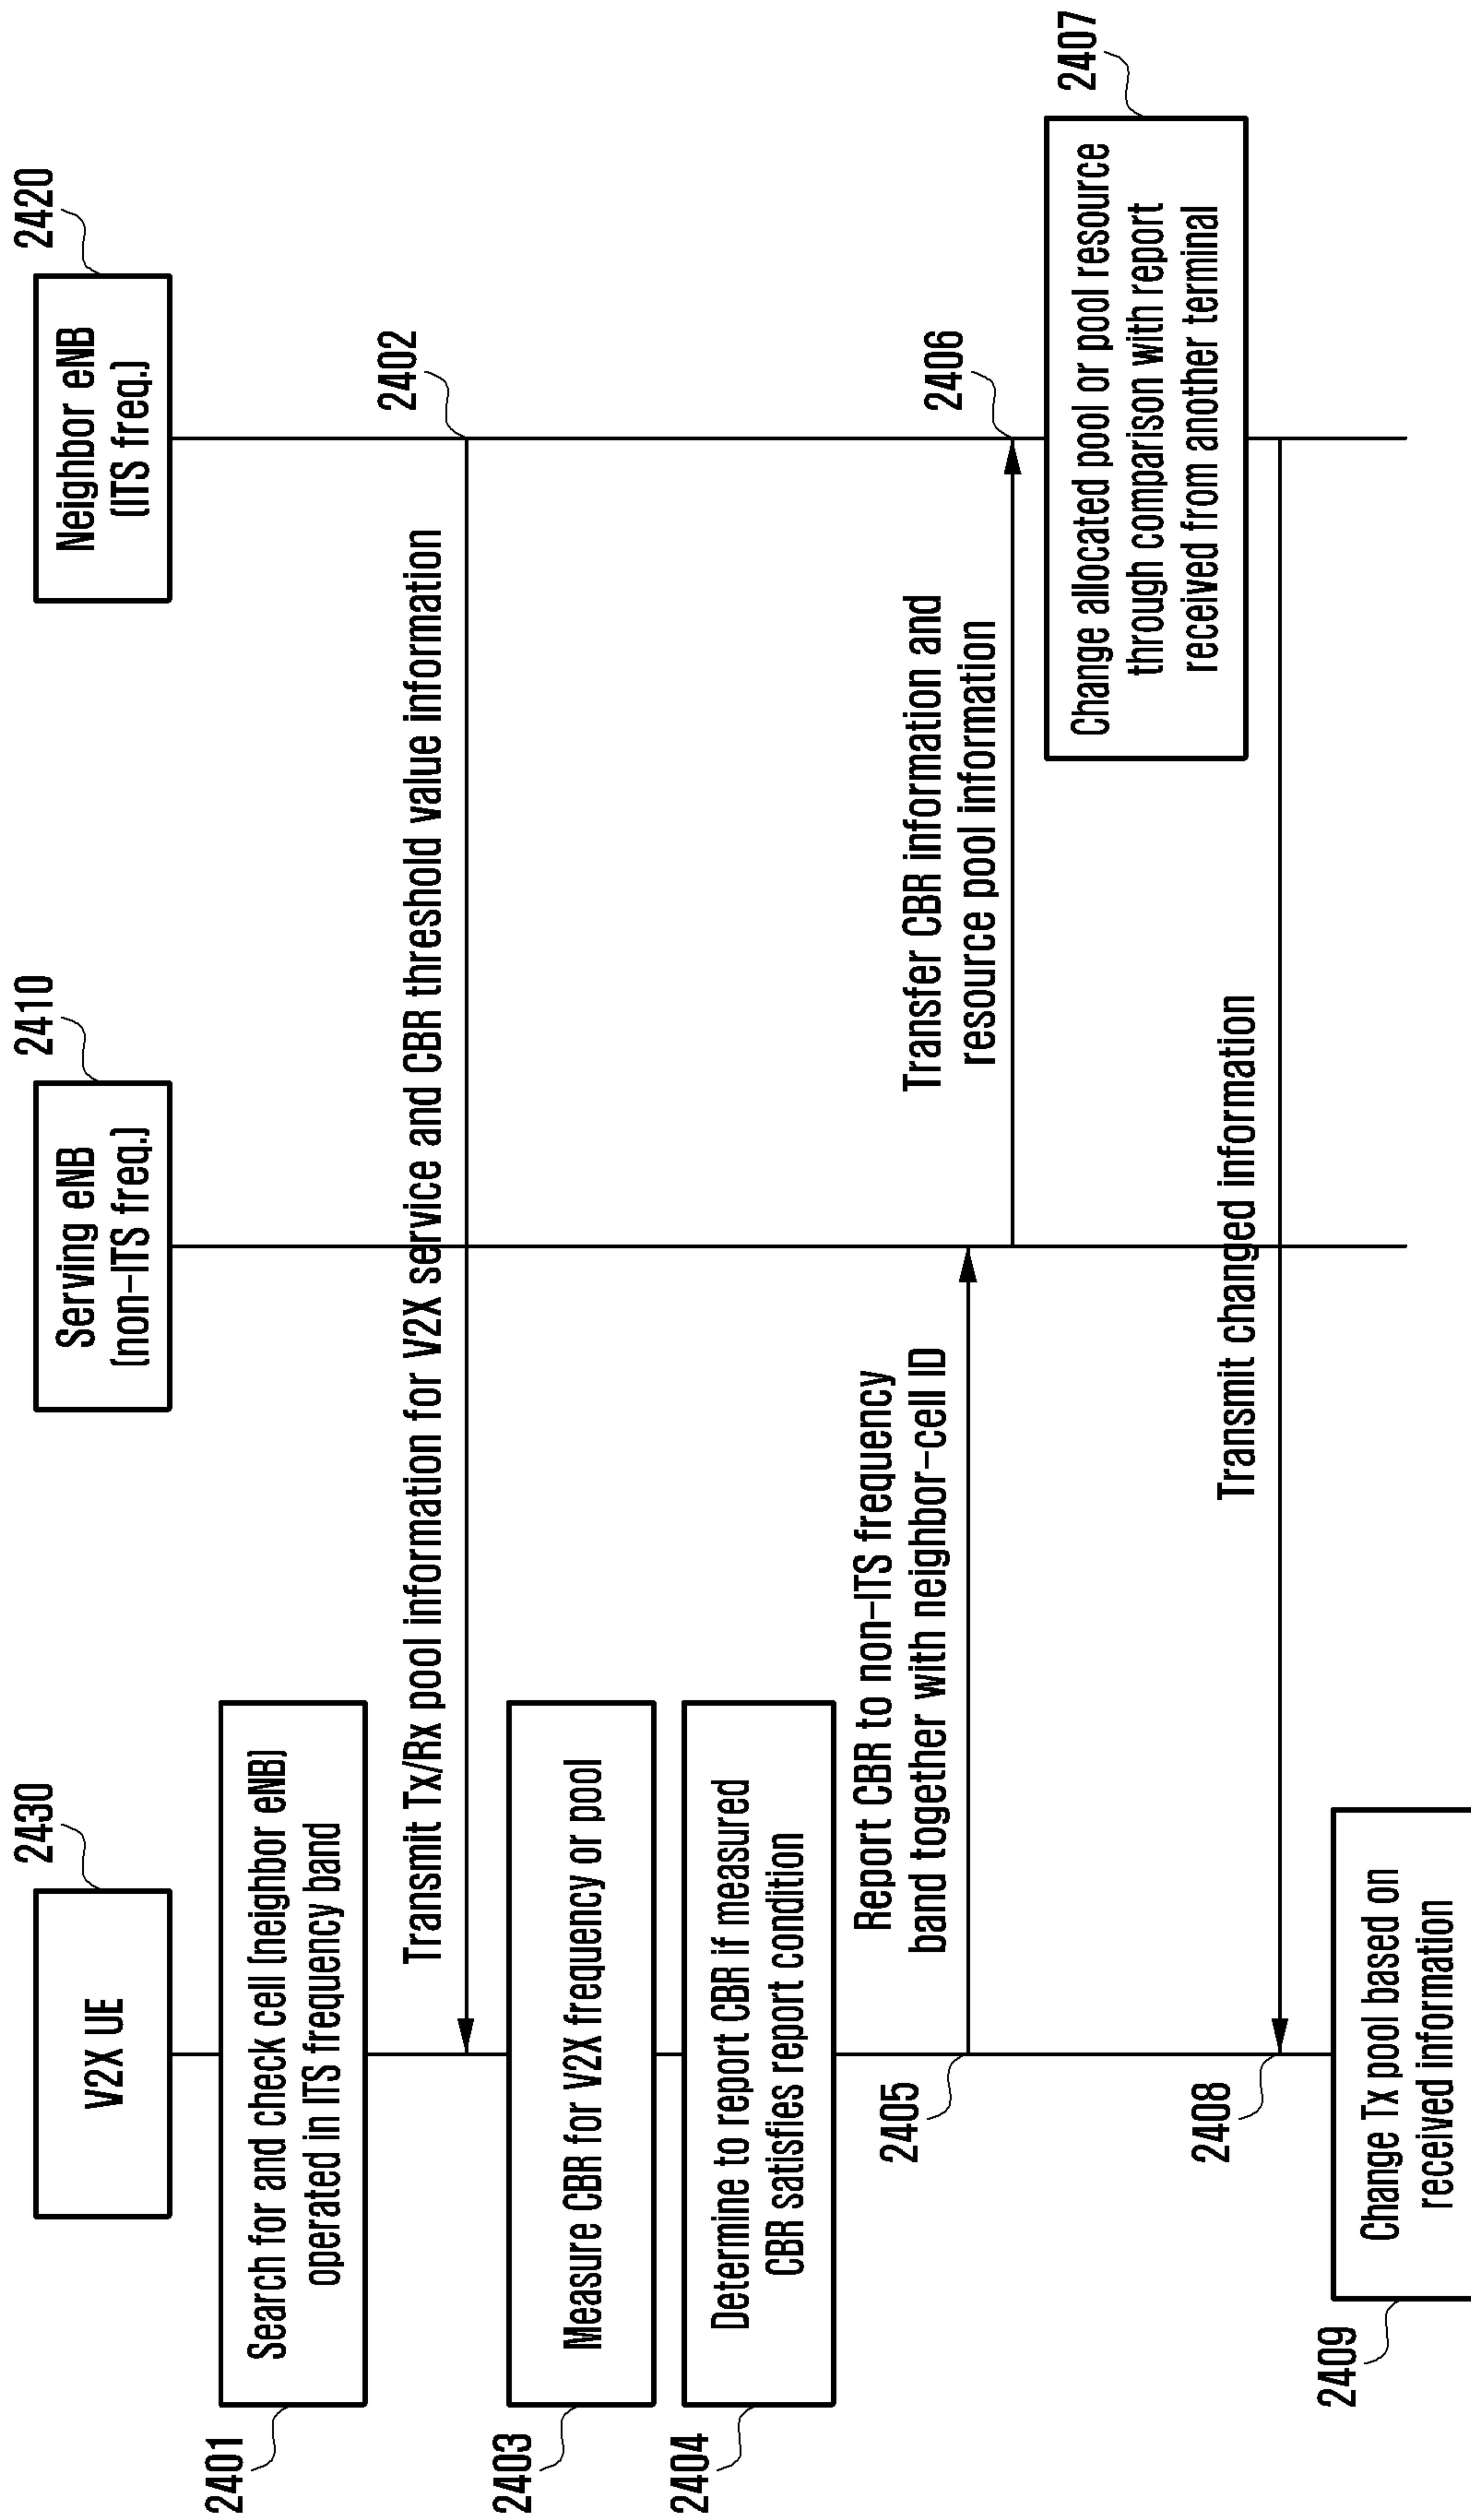 2430
2410
2420
V2X UE
Serving eNB
(non-ITS freq.)
Neighbor eNB
(ITS freq.)
2401
Search for and check cell (neighbor eNB)
operated in ITS frequency band
2402
Transmit Tx/Rx pool information for V2X service and CBR threshold value information
2403
Measure CBR for V2X frequency or pool
2404
Determine to report CBR if measured
CBR satisfies report condition
2405
Report CBR to non-ITS frequency
band together with neighbor-cell ID
2406
Transfer CBR information and
resource pool information
2407
Change allocated pool or pool resource
through comparison with report
received from another terminal
2408
Transmit changed information
2409
Change Tx pool based on
received information